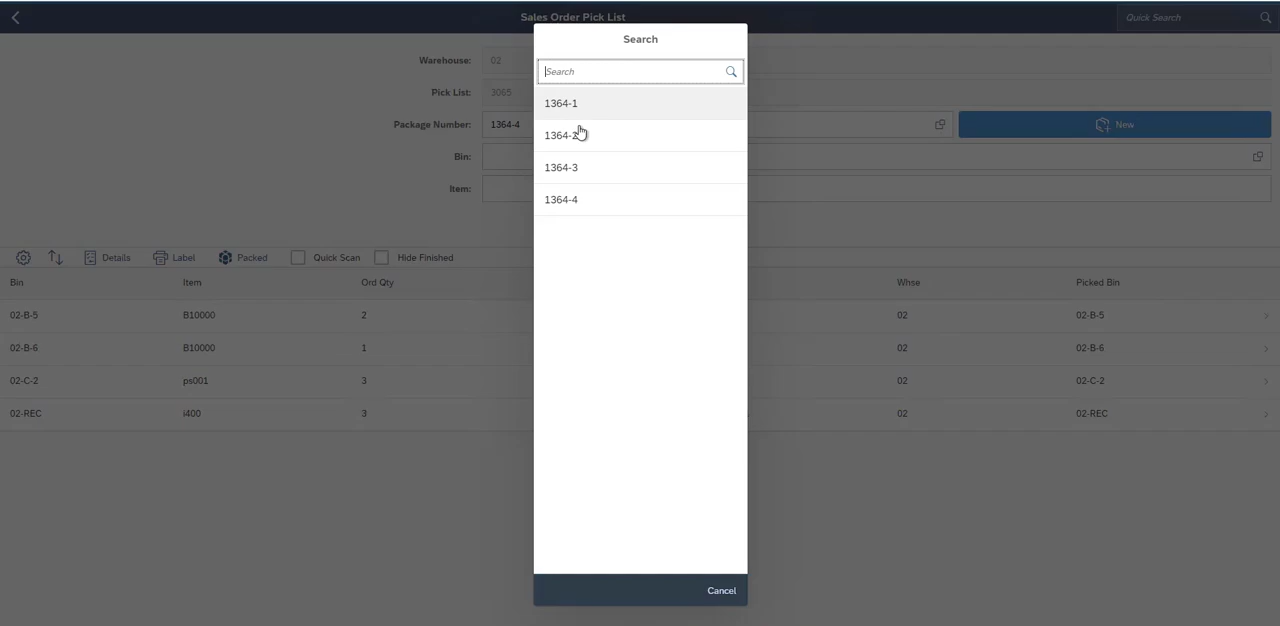 Sales Order Pick List
Quick Search
Search
Search
1364-1
1364-2
1364-3
1364-4
Cancel
Warehouse: 02
Pick List: 3065
Package Number: 1364-4 New
Bin:
Item:
Details Label Packed Quick Scan Hide Finished
Bin Item Ord Qty Whse Picked Bin
02-B-5 B10000 2 02 02-B-5
02-B-6 B10000 1 02 02-B-6
02-C-2 ps001 3 02 02-C-2
02-REC i400 3 02 02-REC